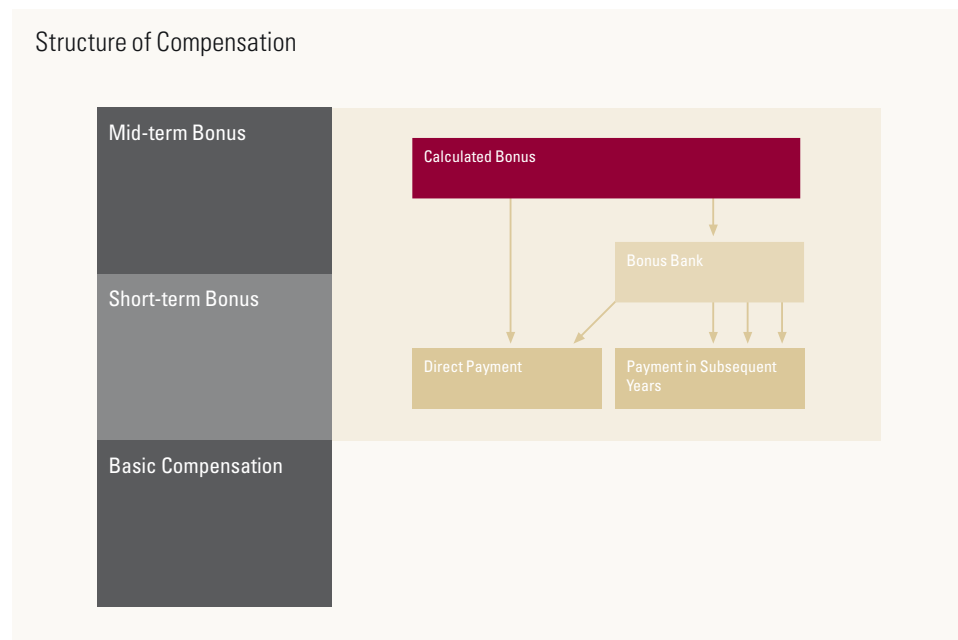 Structure of Compensation
Mid-term Bonus
Calculated Bonus
Bonus Bank
Short-term Bonus
Direct Payment
Payment in Subsequent
Years
Basic Compensation